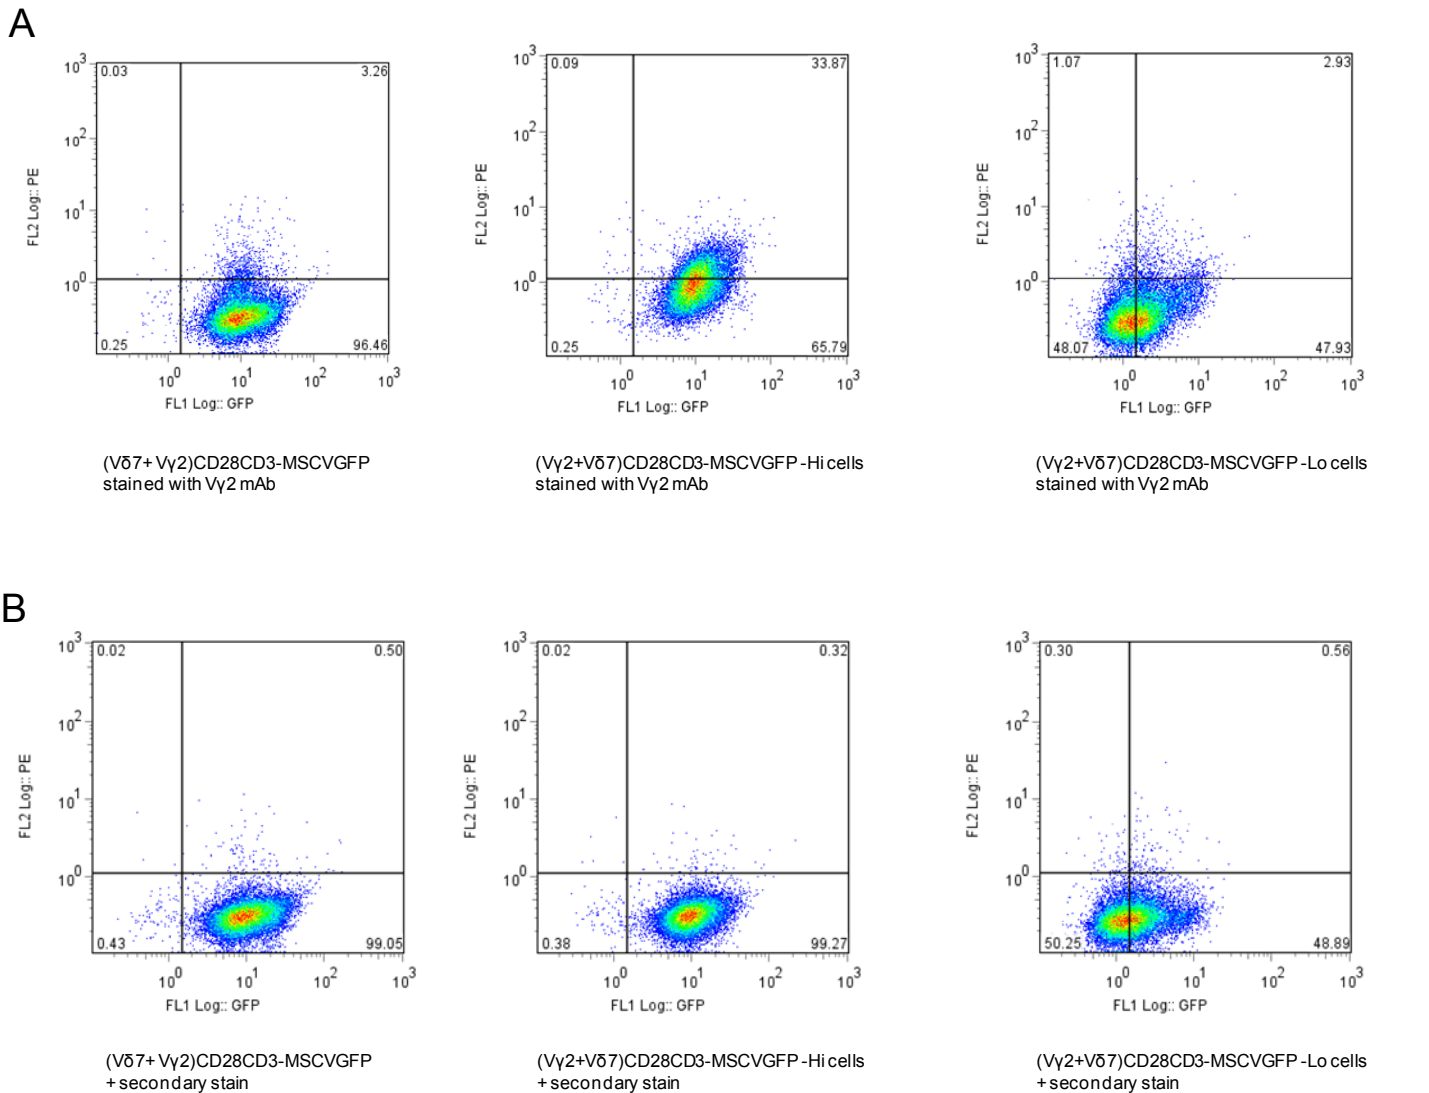 A
10³
10²
10¹
10⁰
0.03
3.26
0.25
96.46
FL2 Log:: PE
10⁰ 10¹ 10² 10³
FL1 Log:: GFP
(Vδ7+ Vγ2)CD28CD3-MSCVGFP
stained with Vγ2 mAb
10³
10²
10¹
10⁰
0.09
33.87
0.25
65.79
FL2 Log:: PE
10⁰ 10¹ 10² 10³
FL1 Log:: GFP
(Vγ2+Vδ7)CD28CD3-MSCVGFP -Hi cells
stained with Vγ2 mAb
10³
10²
10¹
10⁰
1.07
2.93
48.07
47.93
FL2 Log:: PE
10⁰ 10¹ 10² 10³
FL1 Log:: GFP
(Vγ2+Vδ7)CD28CD3-MSCVGFP -Lo cells
stained with Vγ2 mAb
B
10³
10²
10¹
10⁰
0.02
0.50
0.43
99.05
FL2 Log:: PE
10⁰ 10¹ 10² 10³
FL1 Log:: GFP
(Vδ7+ Vγ2)CD28CD3-MSCVGFP
+ secondary stain
10³
10²
10¹
10⁰
0.02
0.32
0.38
99.27
FL2 Log:: PE
10⁰ 10¹ 10² 10³
FL1 Log:: GFP
(Vγ2+Vδ7)CD28CD3-MSCVGFP -Hi cells
+ secondary stain
10³
10²
10¹
10⁰
0.30
0.56
50.25
48.89
FL2 Log:: PE
10⁰ 10¹ 10² 10³
FL1 Log:: GFP
(Vγ2+Vδ7)CD28CD3-MSCVGFP -Lo cells
+ secondary stain